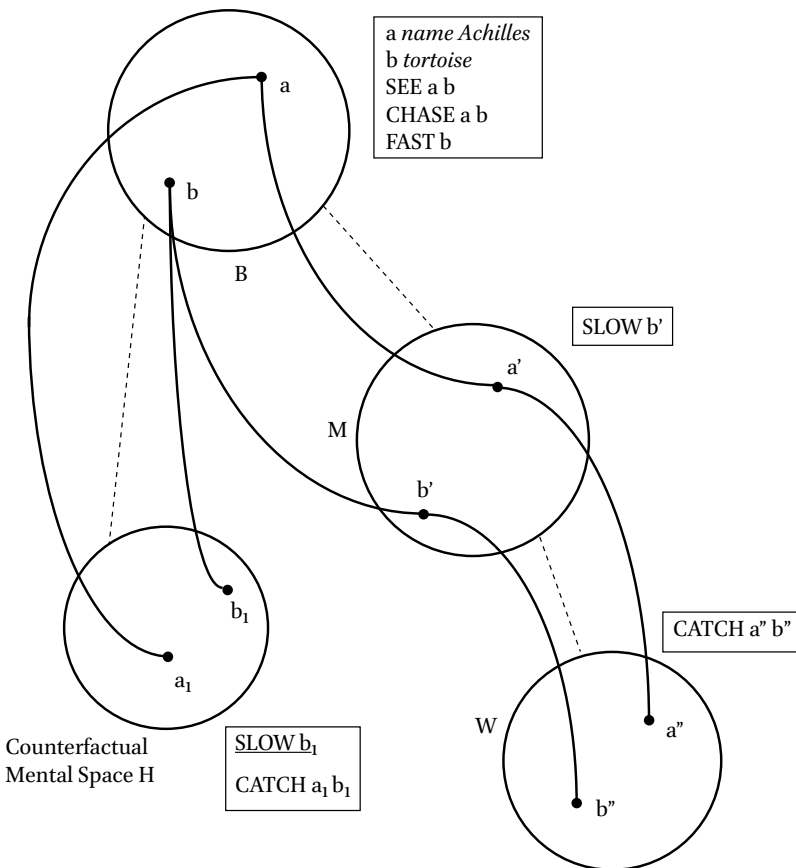 a name Achilles
b tortoise
SEE a b
CHASE a b
FAST b
a
b
B
SLOW b’
a’
M
b’
b₁
a₁
CATCH a” b”
W
a”
b”
Counterfactual
Mental Space H
SLOW b₁
CATCH a₁ b₁